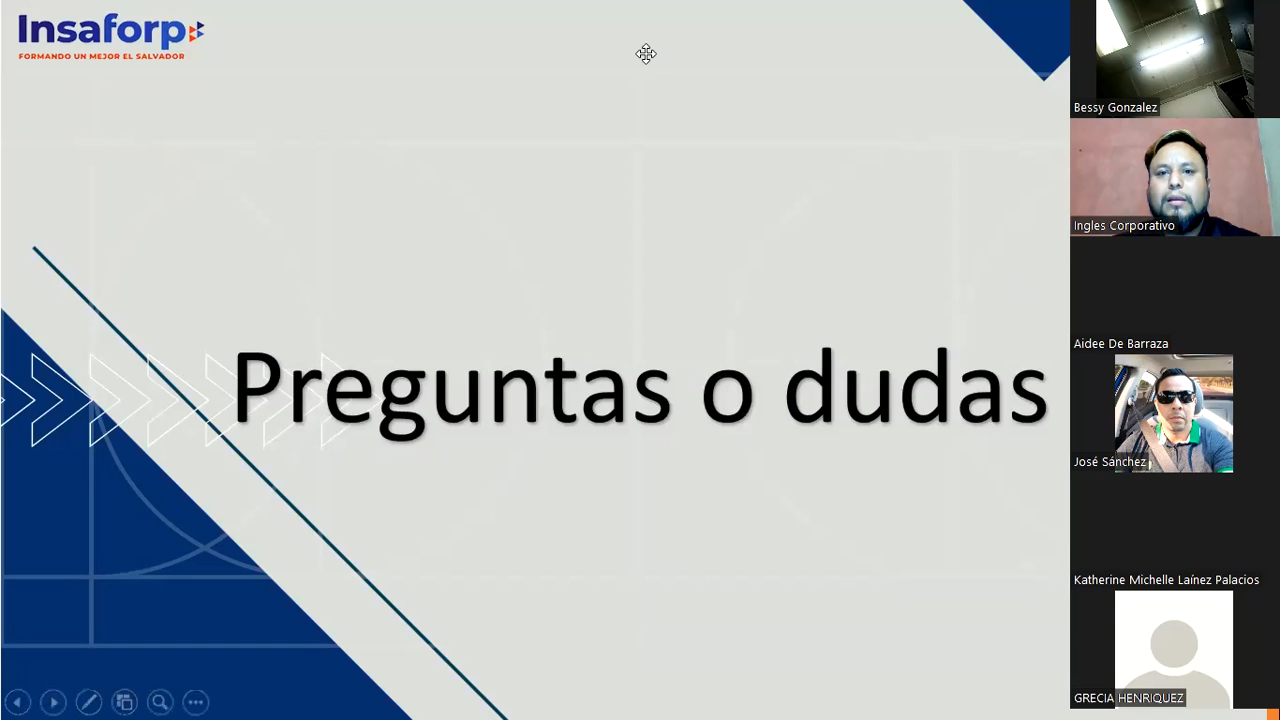 Insaforp
FORMANDO UN MEJOR EL SALVADOR
Preguntas o dudas
Bessy Gonzalez
Ingles Corporativo
Aidee De Barraza
José Sánchez
Katherine Michelle Laínez Palacios
GRECIA HENRIQUEZ